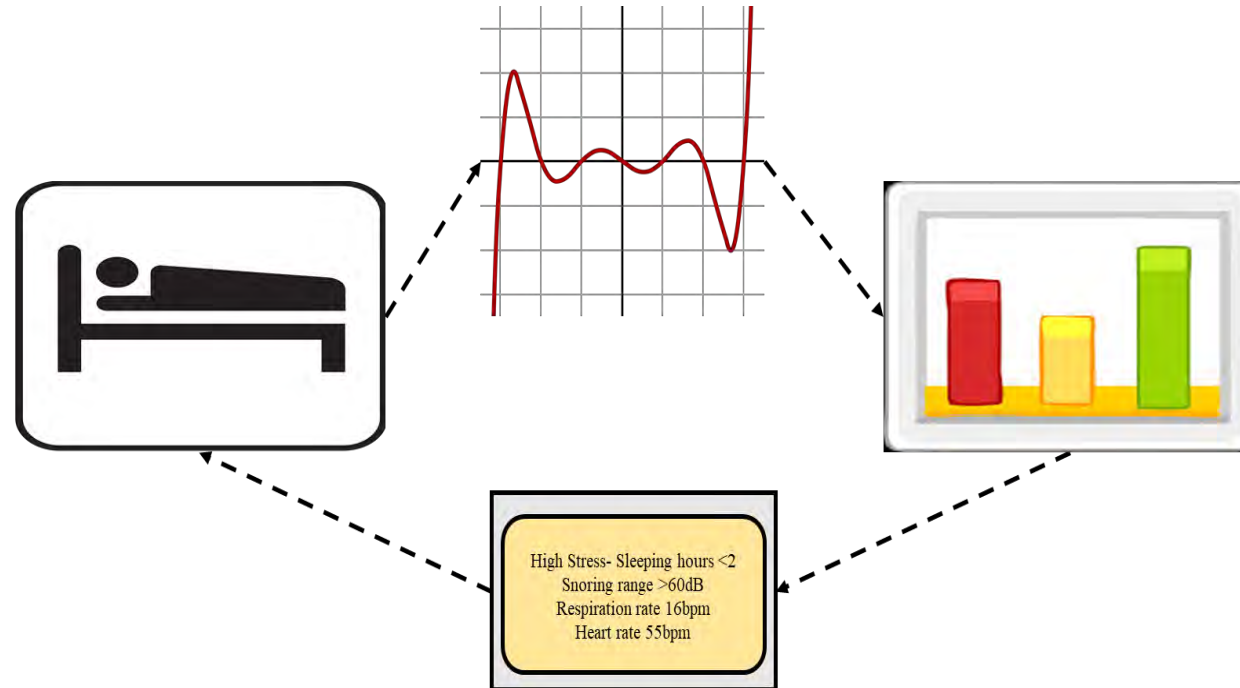 High Stress- Sleeping hours <2
Snoring range >60dB
Respiration rate 16bpm
Heart rate 55bpm